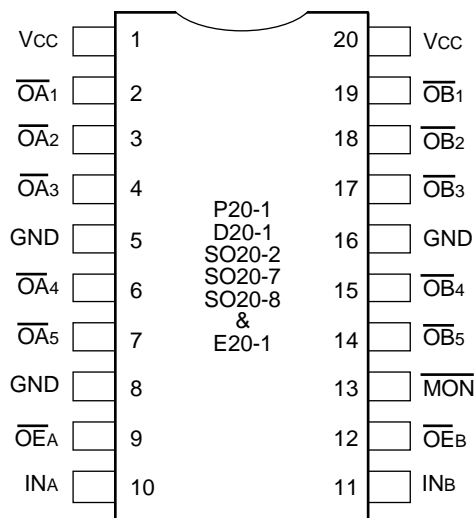 VCC 1 20 VCC
OA1 2 19 OB1
OA2 3 18 OB2
OA3 4 17 OB3
GND 5 16 GND
OA4 6 15 OB4
OA5 7 14 OB5
GND 8 13 MON
OEA 9 12 OEB
INA 10 11 INB
P20-1
D20-1
SO20-2
SO20-7
SO20-8
&
E20-1